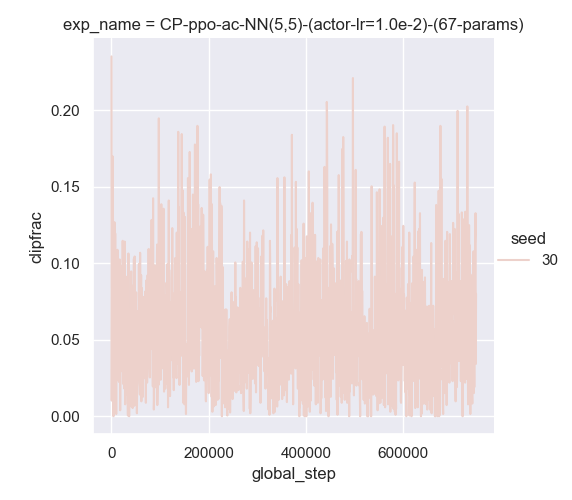 exp_name = CP-ppo-ac-NN(5,5)-(actor-lr=1.0e-2)-(67-params)
0.20
0.15
0.10
0.05
0.00
clipfrac
seed
30
0
200000
400000
600000
global_step